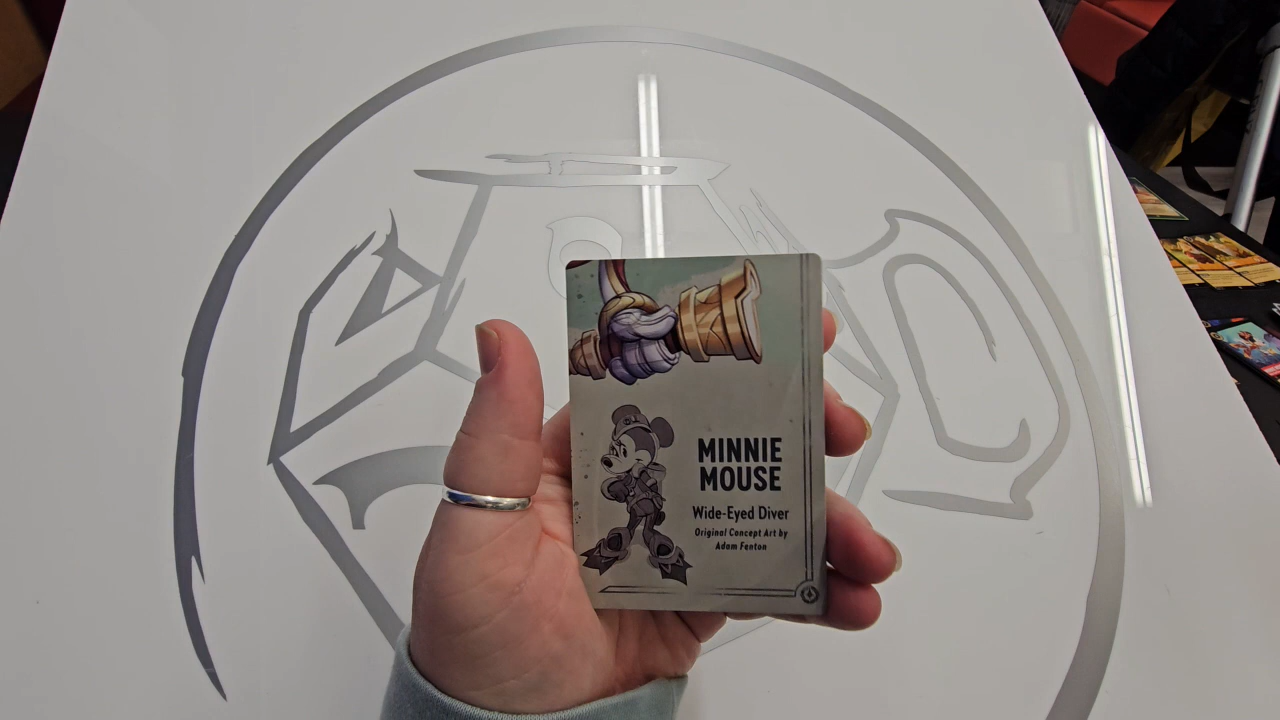 MINNIE
MOUSE
Wide-Eyed Diver
Original Concept Art by
Adam Fenton